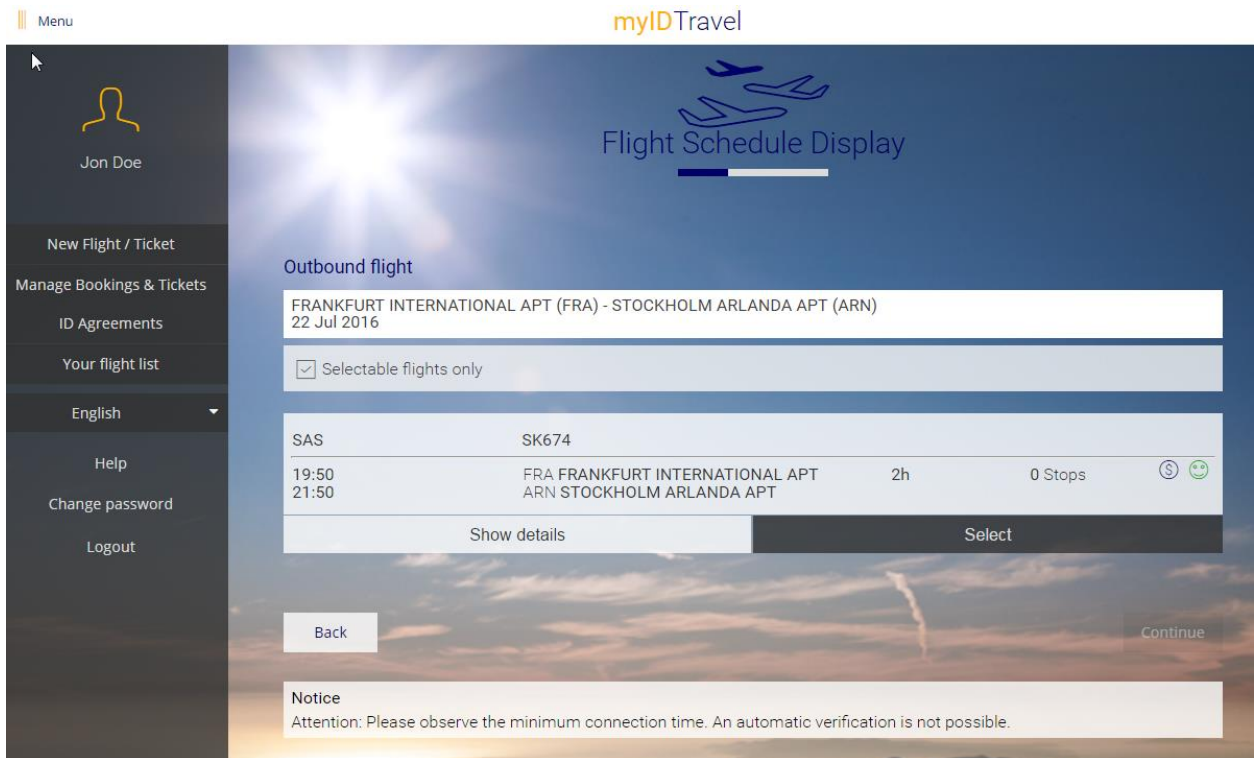 Menu
myIDTravel
Jon Doe
New Flight / Ticket
Manage Bookings & Tickets
ID Agreements
Your flight list
English
Help
Change password
Logout
Flight Schedule Display
Outbound flight
FRANKFURT INTERNATIONAL APT (FRA) - STOCKHOLM ARLANDA APT (ARN)
22 Jul 2016
Selectable flights only
SAS SK674
19:50 FRA FRANKFURT INTERNATIONAL APT 2h 0 Stops $
21:50 ARN STOCKHOLM ARLANDA APT
Show details Select
Back Continue
Notice
Attention: Please observe the minimum connection time. An automatic verification is not possible.